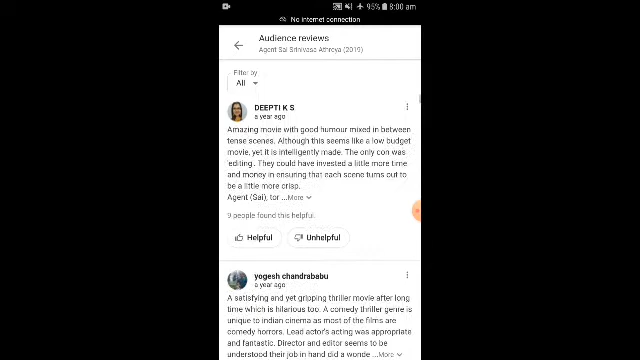 95% 8:00 am
No internet connection
Audience reviews
Agent Sai Srinivasa Athreya (2019)
Filter by
All
DEEPTI K S
a year ago
Amazing movie with good humour mixed in between
tense scenes. Although this seems like a low budget
movie, yet it is intelligently made. The only con was
'editing'. They could have invested a little more time
and money in ensuring that each scene turns out to
be a little more crisp.
Agent (Sai), tor ...More
9 people found this helpful.
Helpful Unhelpful
yogesh chandrababu
a year ago
A satisfying and yet gripping thriller movie after long
time which is hilarious too. A comedy thriller genre is
unique to indian cinema as most of the films are
comedy horrors. Lead actor's acting was appropriate
and fantastic. Director and editor seems to be
understood their job in hand did a wonde ...More